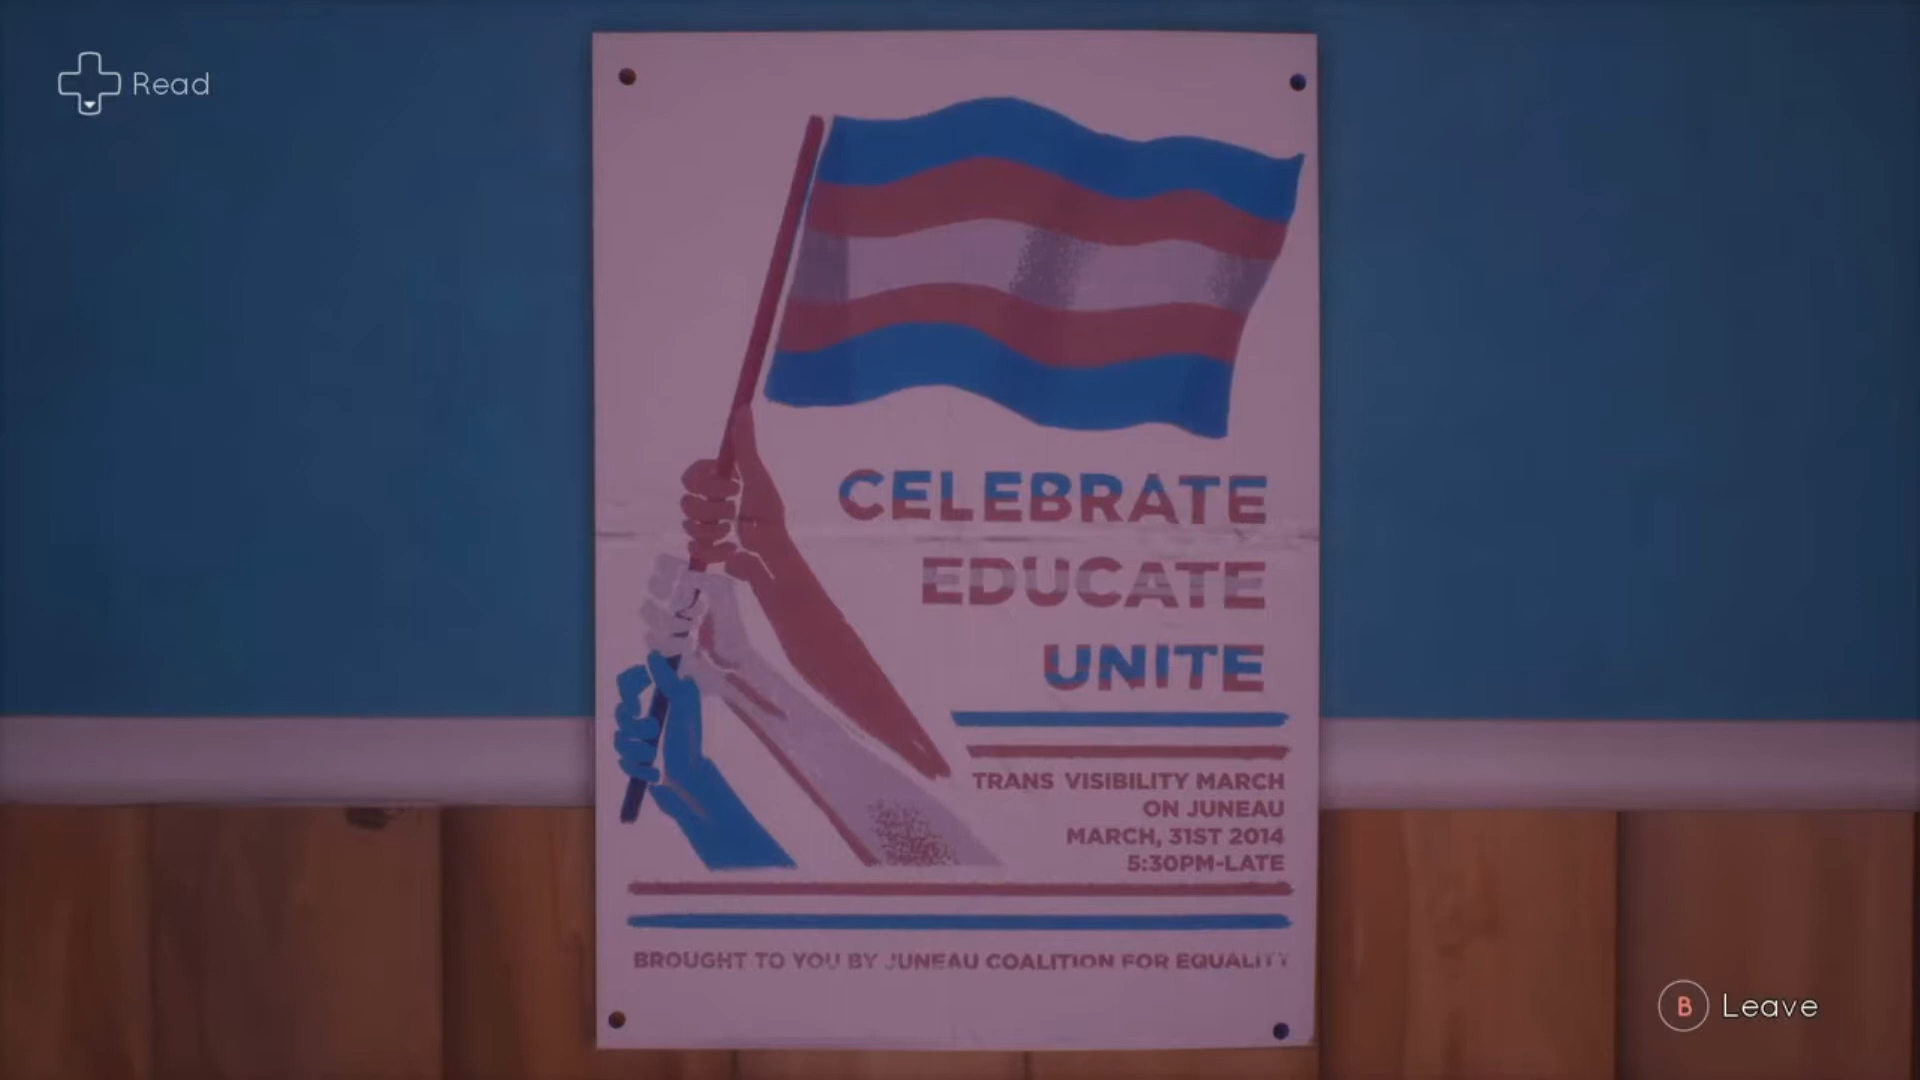 Read
CELEBRATE
EDUCATE
UNITE
TRANS VISIBILITY MARCH
ON JUNEAU
MARCH, 31ST 2014
5:30PM-LATE
BROUGHT TO YOU BY JUNEAU COALITION FOR EQUALITY
B Leave